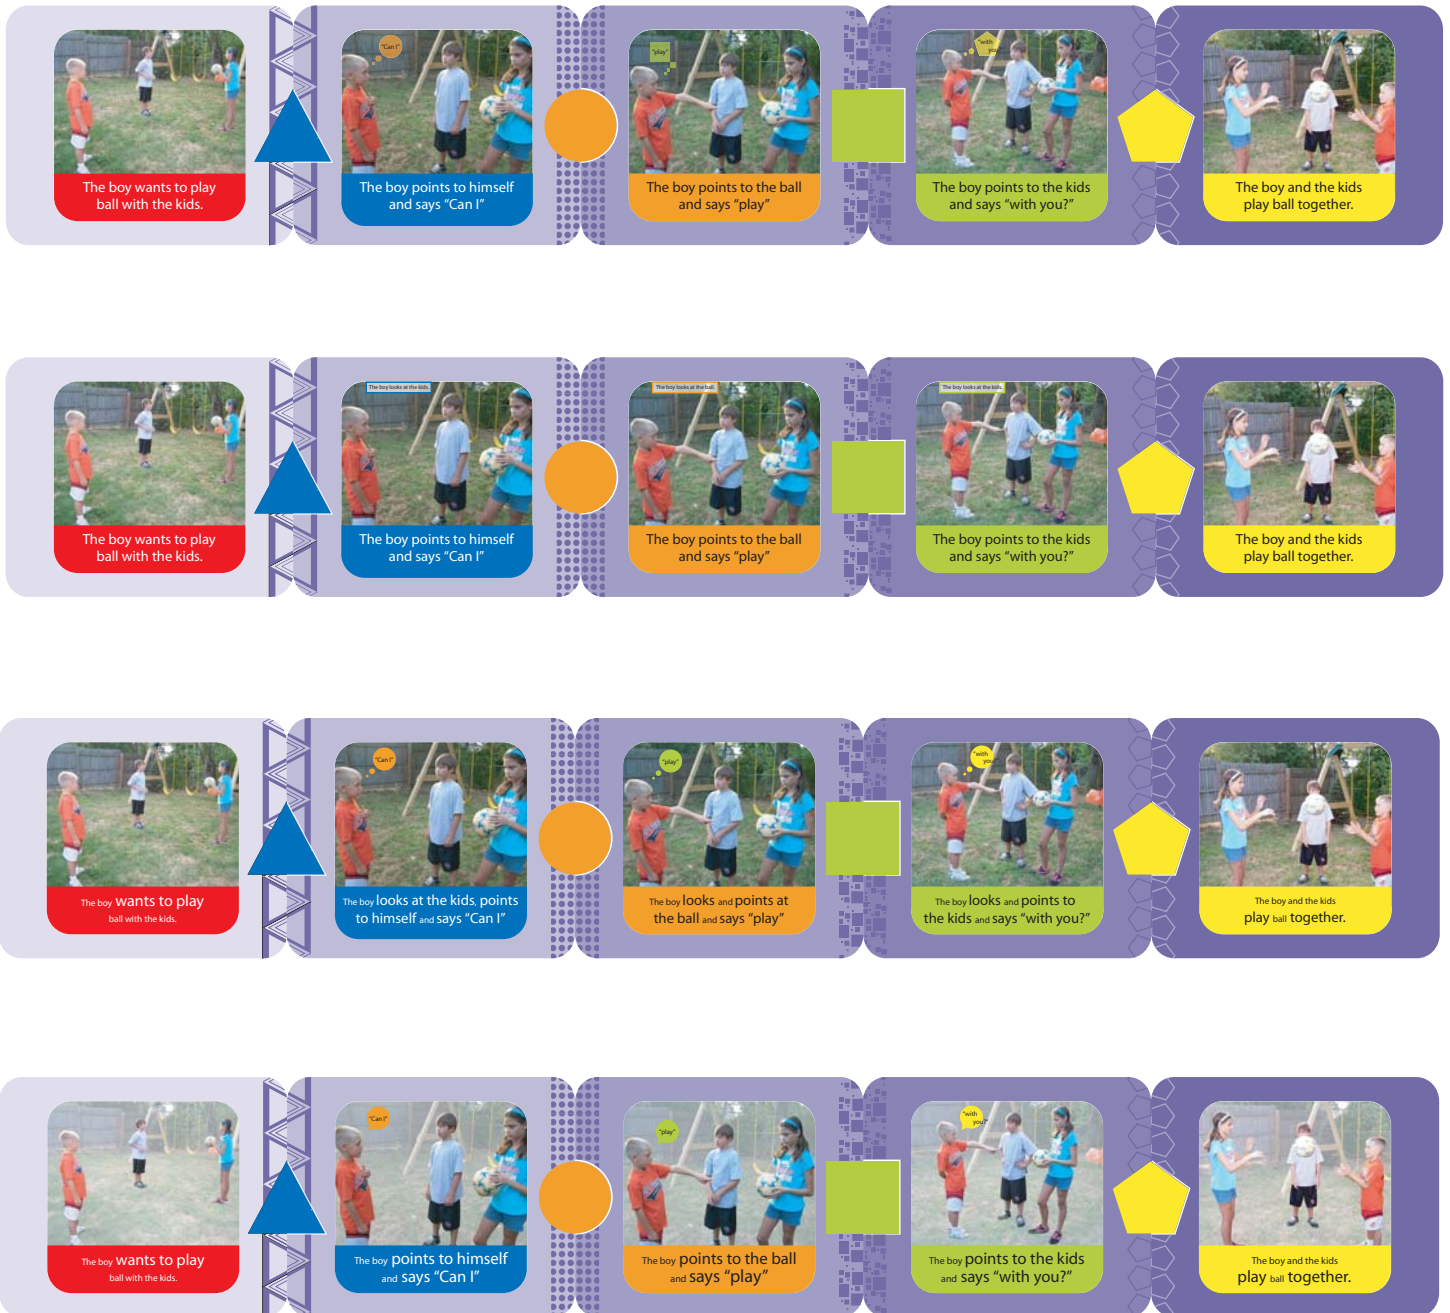 "Can I"
"play"
"with
you?"
The boy wants to play
ball with the kids.
The boy points to himself
and says “Can I”
The boy points to the ball
and says “play”
The boy points to the kids
and says “with you?”
The boy and the kids
play ball together.
The boy looks at the kids.
The boy looks at the ball.
The boy looks at the kids.
The boy wants to play
ball with the kids.
The boy points to himself
and says “Can I”
The boy points to the ball
and says “play”
The boy points to the kids
and says “with you?”
The boy and the kids
play ball together.
"Can I"
"play"
"with
you?"
The boy wants to play
ball with the kids.
The boy looks at the kids, points
to himself and says “Can I”
The boy looks and points at
the ball and says “play”
The boy looks and points to
the kids and says “with you?”
The boy and the kids
play ball together.
"Can I"
"play"
"with
you?"
The boy wants to play
ball with the kids.
The boy points to himself
and says “Can I”
The boy points to the ball
and says “play”
The boy points to the kids
and says “with you?”
The boy and the kids
play ball together.